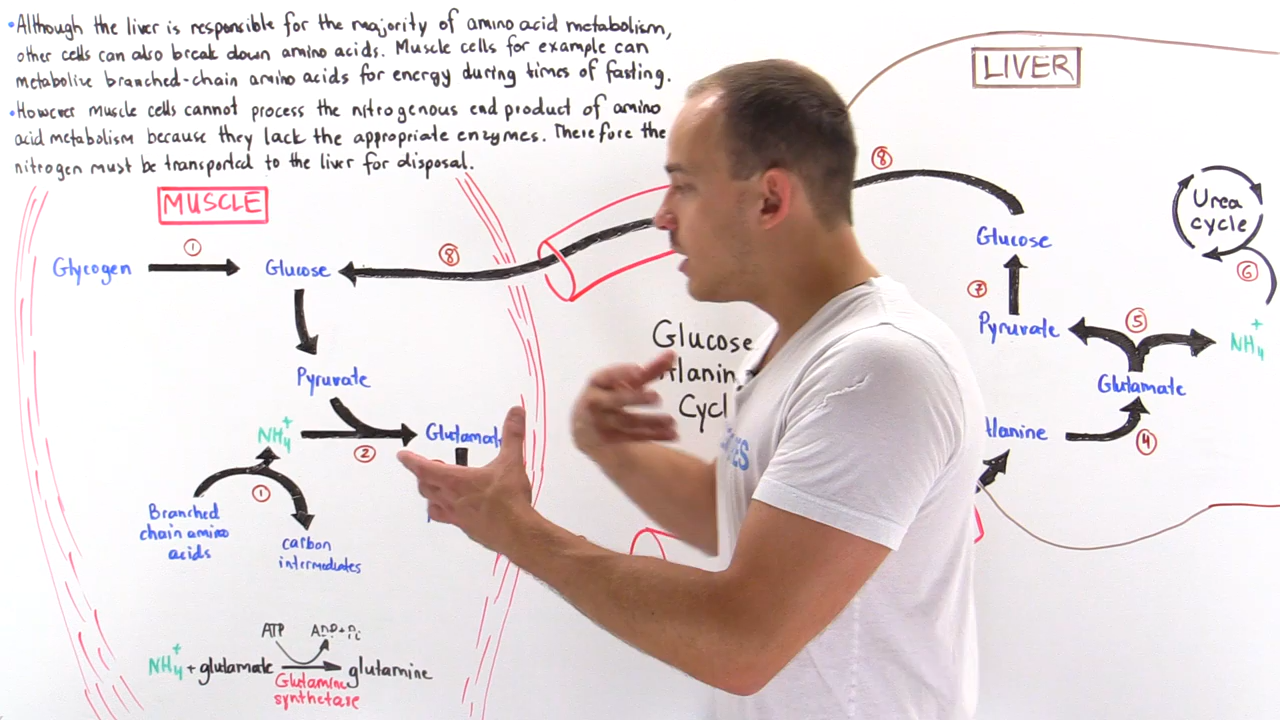 •Although the liver is responsible for the majority of amino acid metabolism,
other cells can also break down amino acids. Muscle cells for example can
metabolize branched-chain amino acids for energy during times of fasting.
•However muscle cells cannot process the nitrogenous end product of amino
acid metabolism because they lack the appropriate enzymes. Therefore the
nitrogen must be transported to the liver for disposal.
MUSCLE
Glycogen
1
Glucose
8
Pyruvate
NH4+
2
Glutamate
1
Branched
chain amino
acids
carbon
intermediates
ATP
ADP+Pi
NH4+ + glutamate
glutamine
Glutamine
synthetase
Glucose
Alanin
Cycl
LIVER
8
Urea
cycle
Glucose
6
7
Pyruvate
5
NH4+
Glutamate
Alanine
4